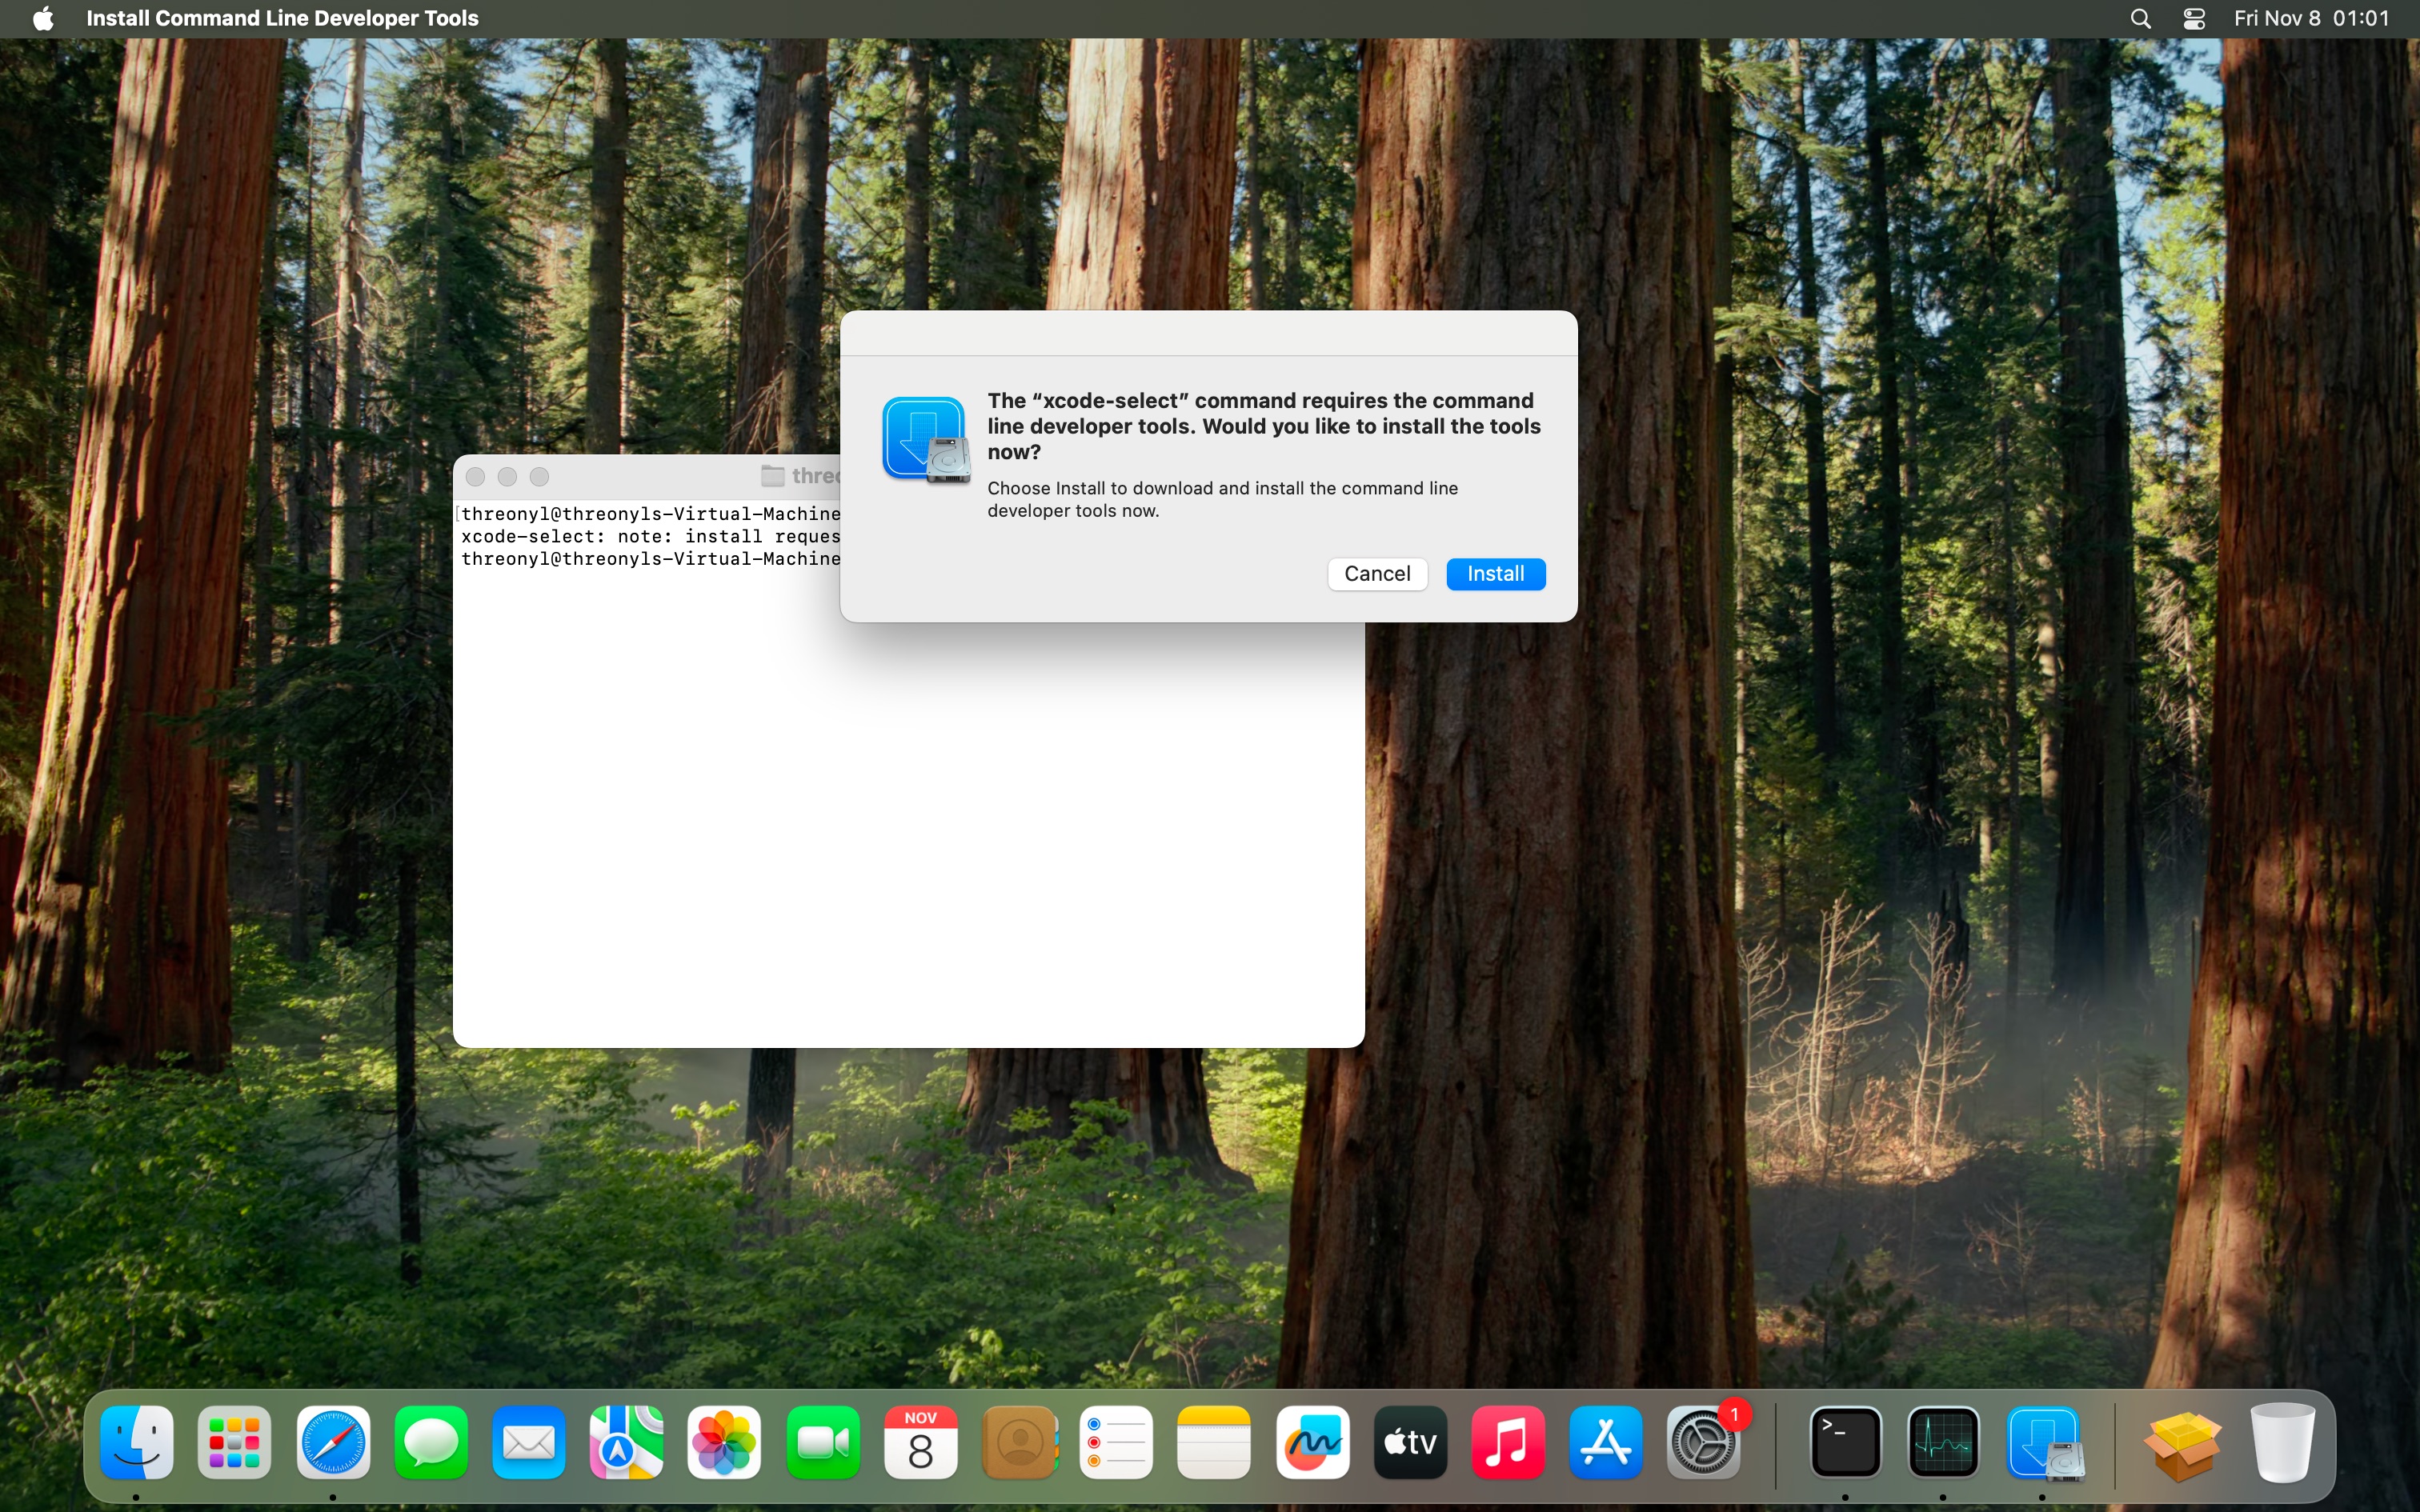 Install Command Line Developer Tools
Fri Nov 8 01:01
The “xcode-select” command requires the command
line developer tools. Would you like to install the tools
now?
Choose Install to download and install the command line
developer tools now.
Cancel
Install
threonyl@threonyls-Virtual-Machine
xcode-select: note: install
threonyl@threonyls-Virtual-Machine
NOV
8
tv
1
>_